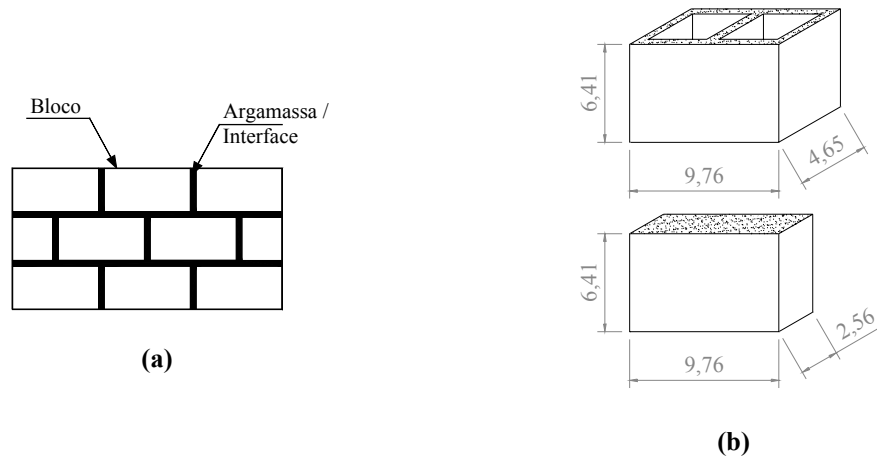 Bloco
Argamassa /
Interface
(a)
6,41
9,76
4,65
6,41
9,76
2,56
(b)